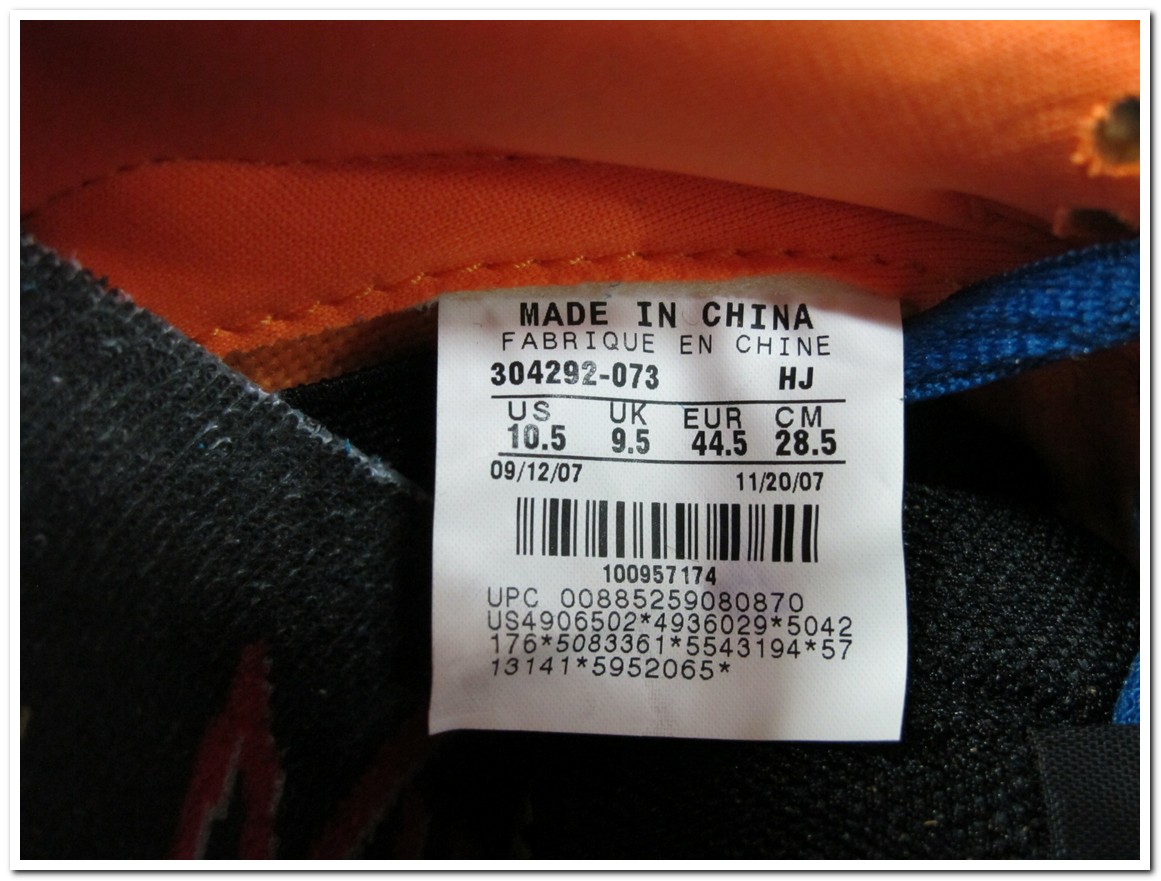 MADE IN CHINA
FABRIQUE EN CHINE
304292-073 HJ
US UK EUR CM
10.5 9.5 44.5 28.5
09/12/07 11/20/07
100957174
UPC 00885259080870
US4906502*4936029*5042
176*5083361*5543194*57
13141*5952065*